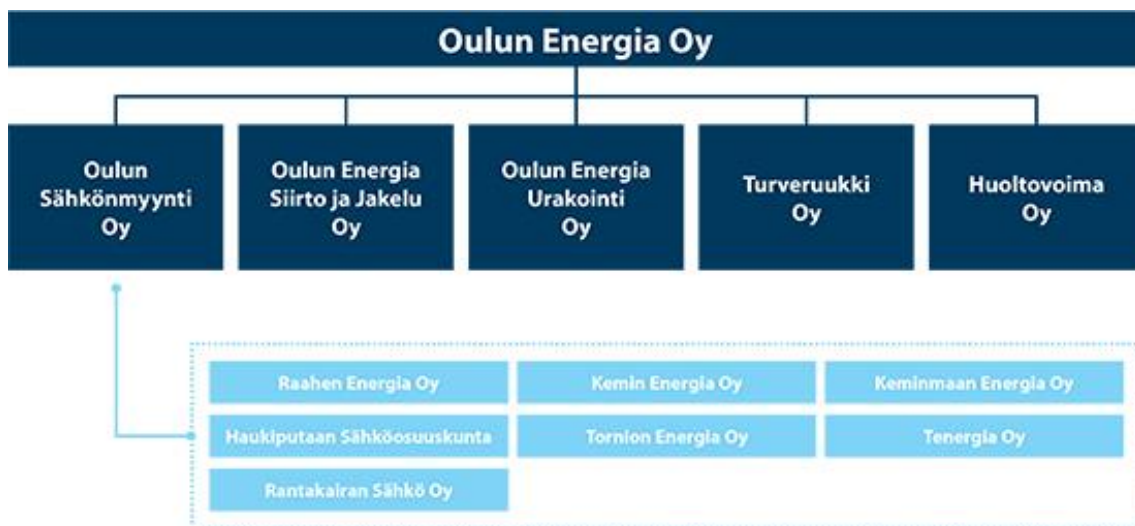 Oulun Energia Oy
Oulun
Sähkönmyynti
Oy
Oulun Energia
Siirto ja Jakelu
Oy
Oulun Energia
Urakointi
Oy
Turveruukki
Oy
Huoltovoima
Oy
Raahen Energia Oy
Kemin Energia Oy
Keminmaan Energia Oy
Haukiputaan Sähköosuuskunta
Tornion Energia Oy
Tenergia Oy
Rantakairan Sähkö Oy